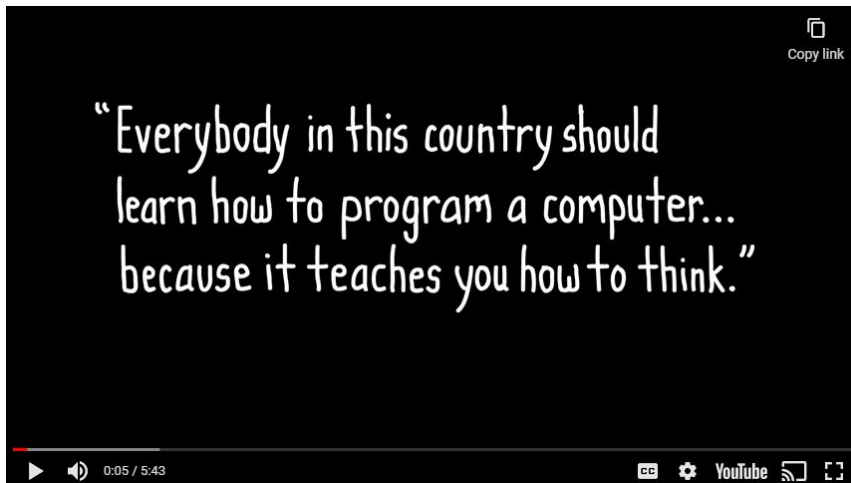 Copy link
“Everybody in this country should
learn how to program a computer...
because it teaches you how to think.”
0:05 / 5:43
CC
YouTube